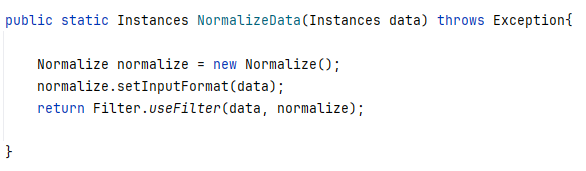 public static Instances NormalizeData(Instances data) throws Exception{
Normalize normalize = new Normalize();
normalize.setInputFormat(data);
return Filter.useFilter(data, normalize);
}